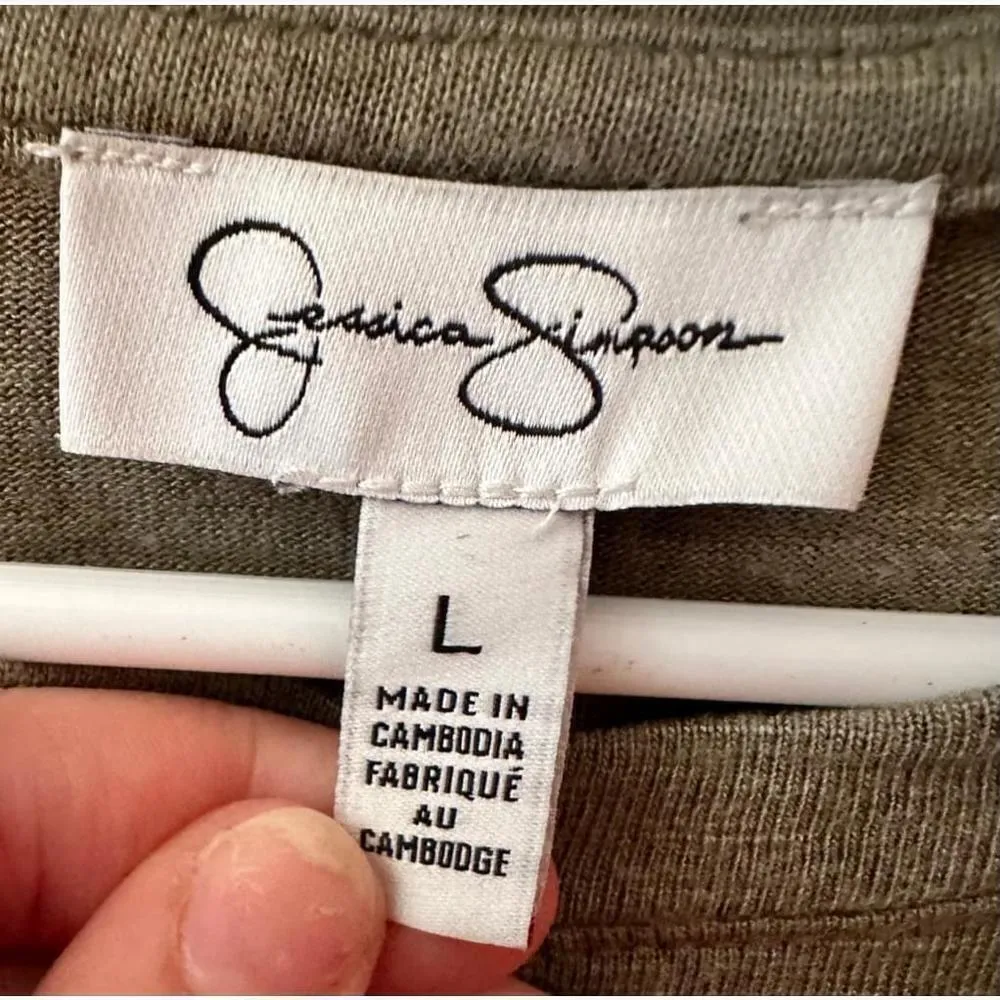 Jessica Simpson
L
MADE IN
CAMBODIA
FABRIQUÉ
AU
CAMBODGE